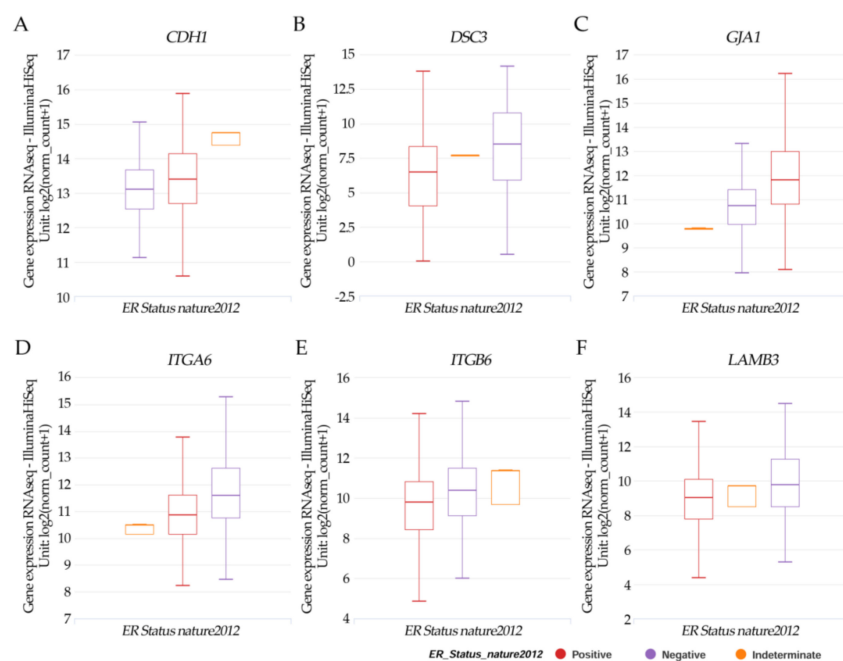 A
CDH1
Gene expression RNAseq - IlluminaHiSeq
Unit: log2(norm_count+1)
17
16
15
14
13
12
11
10
ER Status nature2012
B
DSC3
Gene expression RNAseq - IlluminaHiSeq
Unit: log2(norm_count+1)
15
12.5
10
7.5
5
2.5
0
-2.5
ER Status nature2012
C
GJA1
Gene expression RNAseq - IlluminaHiSeq
Unit: log2(norm_count+1)
17
16
15
14
13
12
11
10
9
8
7
ER Status nature2012
D
ITGA6
Gene expression RNAseq - IlluminaHiSeq
Unit: log2(norm_count+1)
16
15
14
13
12
11
10
9
8
7
ER Status nature2012
E
ITGB6
Gene expression RNAseq - IlluminaHiSeq
Unit: log2(norm_count+1)
16
14
12
10
8
6
4
ER Status nature2012
F
LAMB3
Gene expression RNAseq - IlluminaHiSeq
Unit: log2(norm_count+1)
16
14
12
10
8
6
4
2
ER Status nature2012
ER_Status_nature2012 Positive Negative Indeterminate